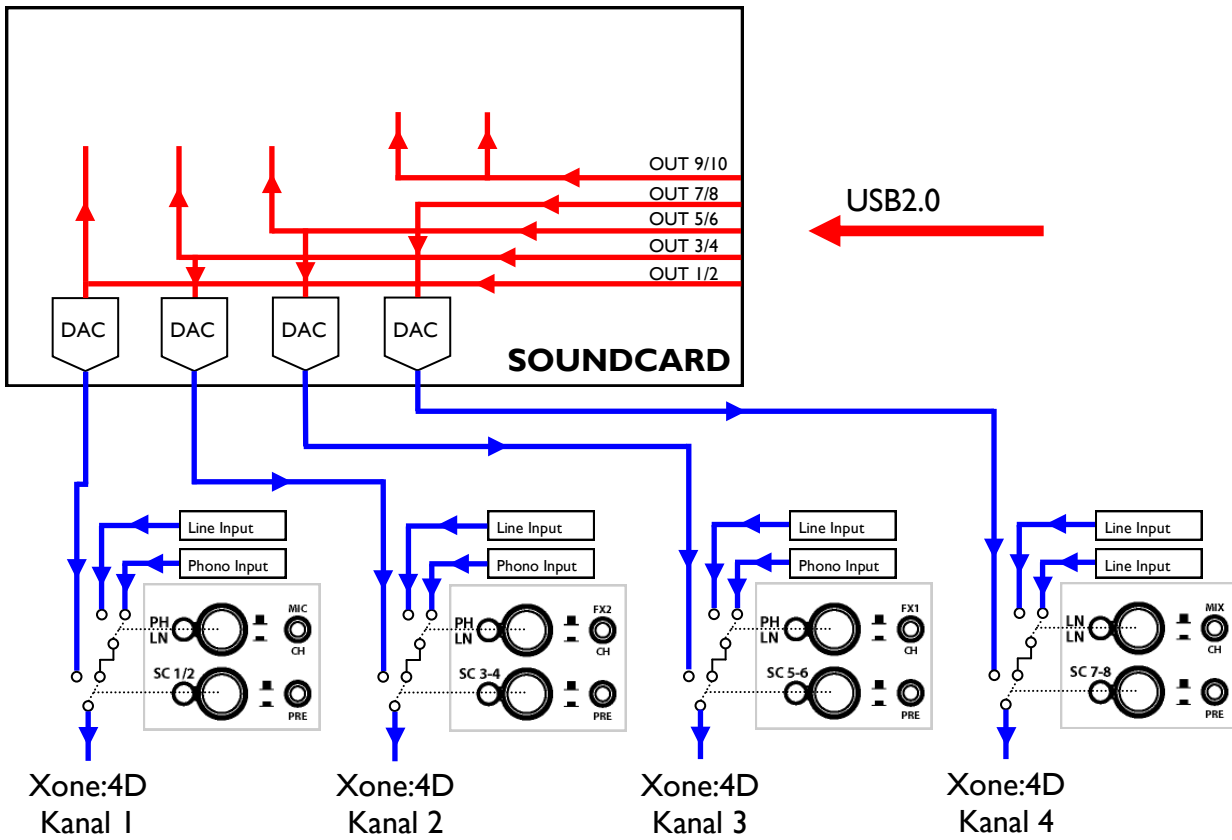 OUT 9/10
OUT 7/8
USB2.0
OUT 5/6
OUT 3/4
OUT 1/2
DAC
DAC
DAC
DAC
SOUNDCARD
Line Input
Phono Input
MIC
PH
LN
CH
SC 1/2
PRE
Xone:4D
Kanal 1
Line Input
Phono Input
FX2
PH
LN
CH
SC 3-4
PRE
Xone:4D
Kanal 2
Line Input
Phono Input
FX1
PH
LN
CH
SC 5-6
PRE
Xone:4D
Kanal 3
Line Input
Line Input
MIX
LN
LN
CH
SC 7-8
PRE
Xone:4D
Kanal 4